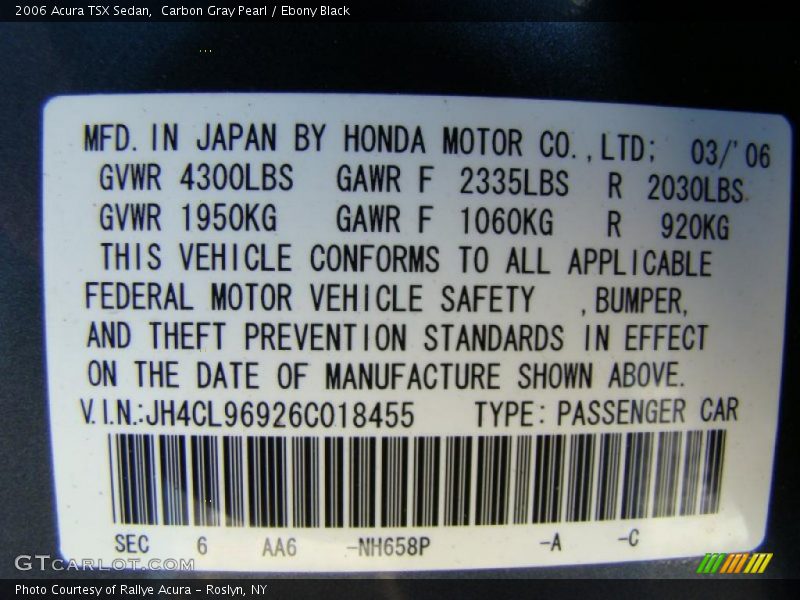 2006 Acura TSX Sedan,  Carbon Gray Pearl / Ebony Black
MFD. IN JAPAN BY HONDA MOTOR CO.,LTD; 03/'06
GVWR 4300LBS GAWR F 2335LBS R 2030LBS
GVWR 1950KG GAWR F 1060KG R 920KG
THIS VEHICLE CONFORMS TO ALL APPLICABLE
FEDERAL MOTOR VEHICLE SAFETY ,BUMPER,
AND THEFT PREVENTION STANDARDS IN EFFECT
ON THE DATE OF MANUFACTURE SHOWN ABOVE.
V.I.N.:JH4CL96926C018455 TYPE: PASSENGER CAR
SEC 6 AA6 -NH658P -A -C
GTCARLOT.COM
Photo Courtesy of Rallye Acura - Roslyn, NY